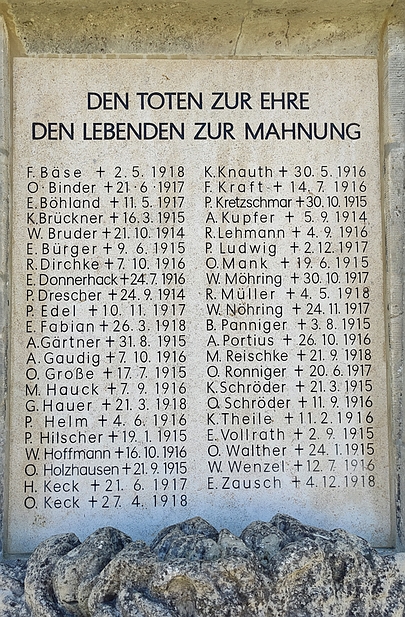 DEN TOTEN ZUR EHRE
DEN LEBENDEN ZUR MAHNUNG
F. Bäse + 2. 5. 1918
O. Binder + 21. 6. 1917
E. Böhland + 11. 5. 1917
K. Brückner + 16. 3. 1915
W. Bruder + 21. 10. 1914
E. Bürger + 9. 6. 1915
R. Dirchke + 7. 10. 1916
E. Donnerhack + 24. 7. 1916
P. Drescher + 24. 9. 1914
P. Edel + 10. 11. 1917
E. Fabian + 26. 3. 1918
A. Gärtner + 31. 8. 1915
A. Gaudig + 7. 10. 1916
O. Große + 17. 7. 1915
M. Hauck + 7. 9. 1916
G. Hauer + 21. 3. 1918
P. Helm + 4. 6. 1916
P. Hilscher + 19. 1. 1915
W. Hoffmann + 16. 10. 1916
O. Holzhausen + 21. 9. 1915
H. Keck + 21. 6. 1917
O. Keck + 27. 4. 1918
K. Knauth + 30. 5. 1916
F. Kraft + 14. 7. 1916
P. Kretzschmar + 30. 10. 1915
A. Kupfer + 5. 9. 1914
R. Lehmann + 4. 9. 1916
P. Ludwig + 2. 12. 1917
O. Mank + 19. 6. 1915
W. Möhring + 30. 10. 1917
R. Müller + 4. 5. 1918
W. Nöhring + 24. 11. 1917
B. Panniger + 3. 8. 1915
A. Portius + 26. 10. 1916
M. Reischke + 21. 9. 1918
O. Ronniger + 20. 6. 1917
K. Schröder + 21. 3. 1915
O. Schröder + 11. 9. 1916
K. Theile + 11. 2. 1916
E. Vollrath + 2. 9. 1915
O. Walther + 24. 1. 1915
W. Wenzel + 12. 7. 1916
E. Zausch + 4. 12. 1918